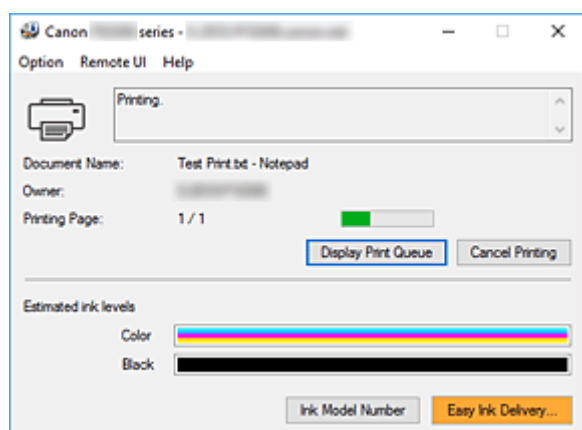 Canon series -
Option Remote UI Help
Printing.
Document Name: Test Print.txt - Notepad
Owner:
Printing Page: 1 / 1
Display Print Queue Cancel Printing
Estimated ink levels
Color
Black
Ink Model Number Easy Ink Delivery...